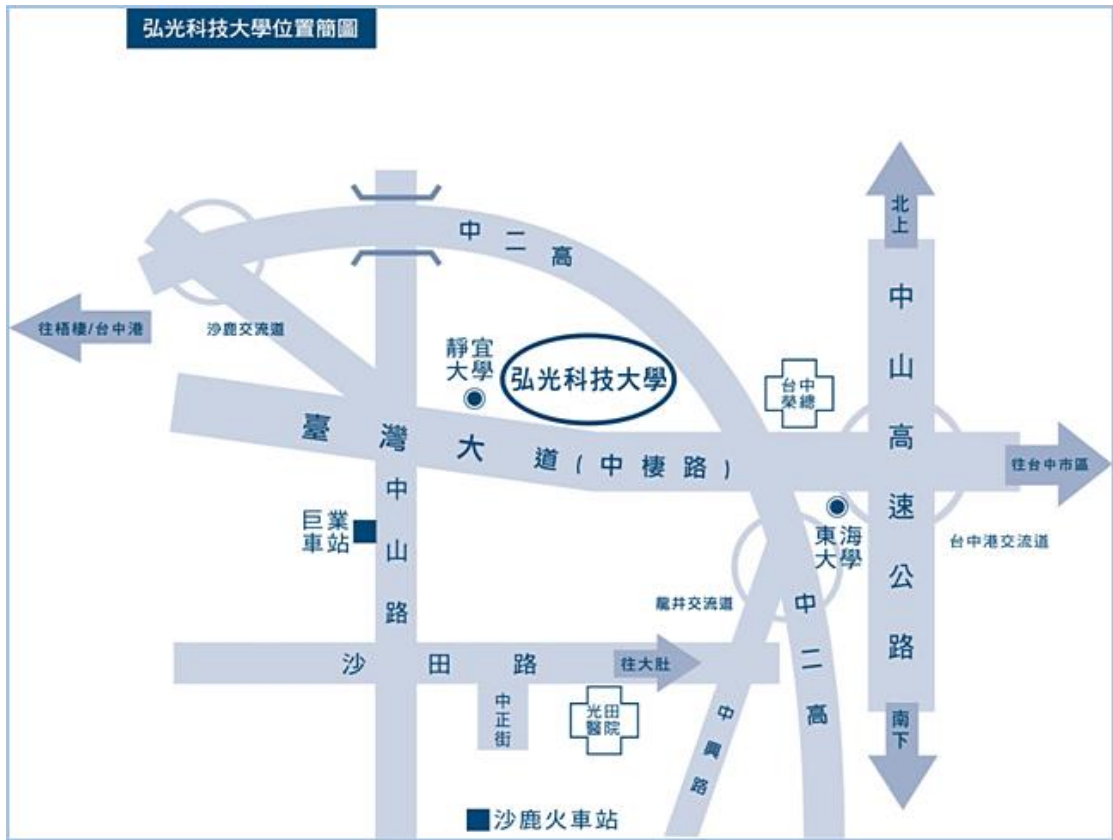 弘光科技大學位置簡圖
北上
中二高
中山高速公路
往梧棲/台中港
沙鹿交流道
靜宜
大學
弘光科技大學
台中
榮總
臺灣大道(中棲路)
往台中市區
中山路
巨業
車站
東海
大學
台中港交流道
龍井交流道
中二高
沙田路
往大肚
中正街
光田
醫院
中興路
南下
沙鹿火車站